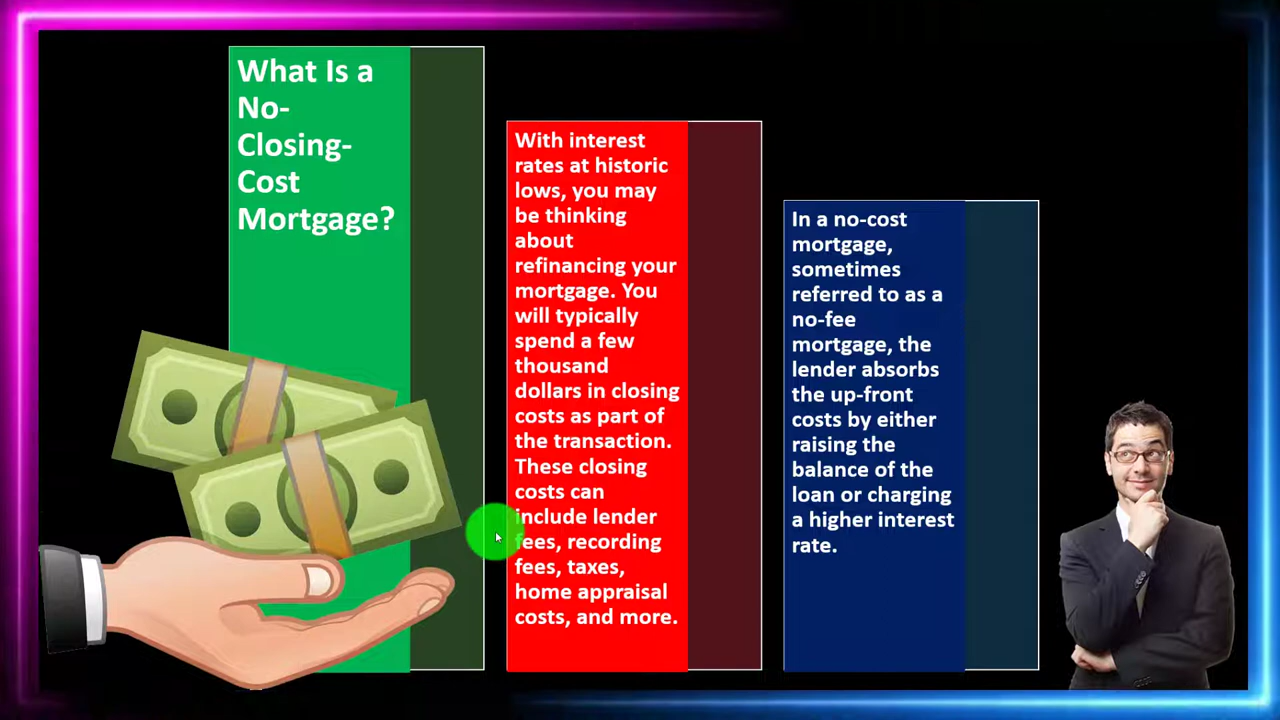 What Is a
No-
Closing-
Cost
Mortgage?
With interest
rates at historic
lows, you may
be thinking
about
refinancing your
mortgage. You
will typically
spend a few
thousand
dollars in closing
costs as part of
the transaction.
These closing
costs can
include lender
fees, recording
fees, taxes,
home appraisal
costs, and more.
In a no-cost
mortgage,
sometimes
referred to as a
no-fee
mortgage, the
lender absorbs
the up-front
costs by either
raising the
balance of the
loan or charging
a higher interest
rate.